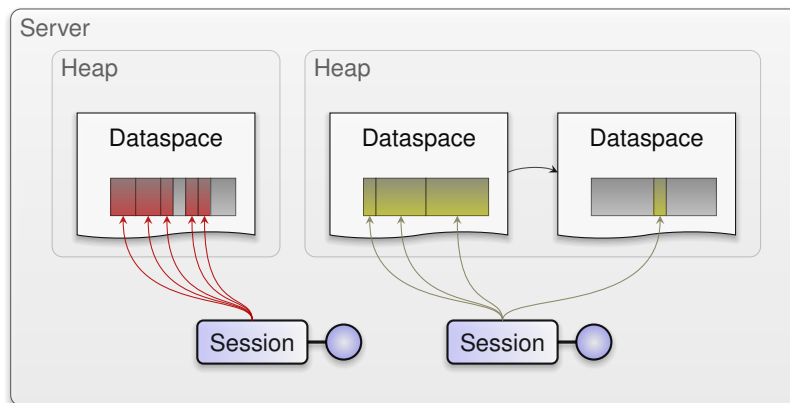 Server
Heap
Heap
Dataspace
Dataspace
Dataspace
Session
Session